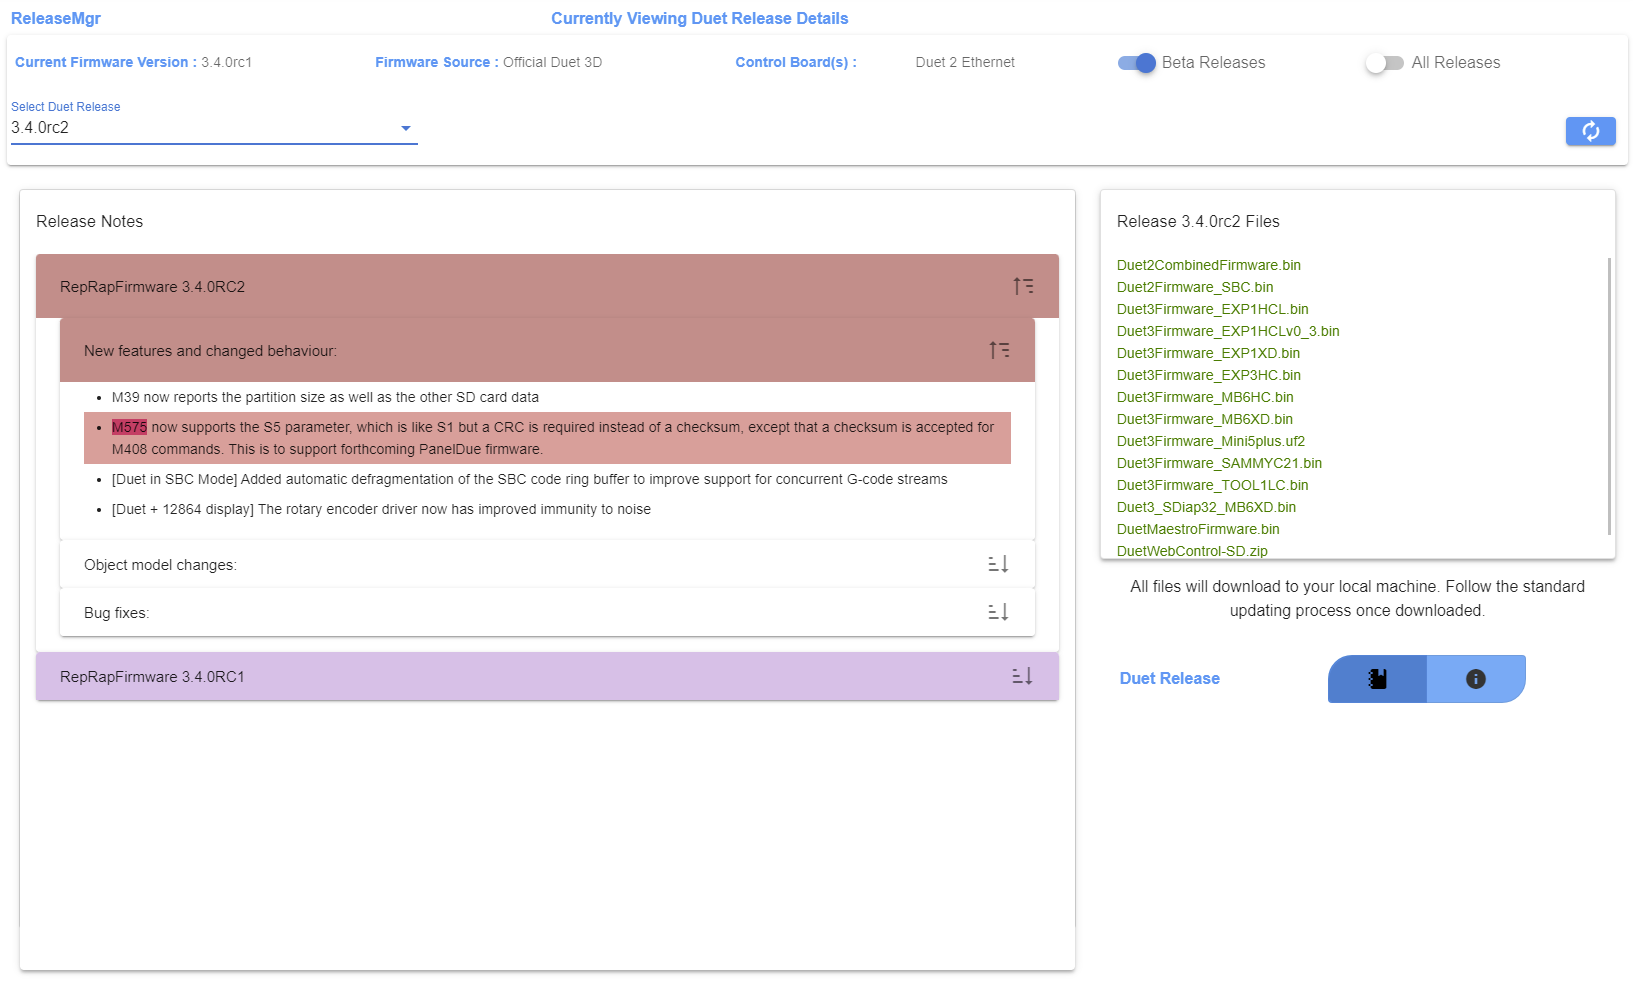 ReleaseMgr
Currently Viewing Duet Release Details
Current Firmware Version : 3.4.0rc1
Firmware Source : Official Duet 3D
Control Board(s) :
Duet 2 Ethernet
Beta Releases
All Releases
Select Duet Release
3.4.0rc2
Release Notes
RepRapFirmware 3.4.0RC2
New features and changed behaviour:
• M39 now reports the partition size as well as the other SD card data
• M575 now supports the S5 parameter, which is like S1 but a CRC is required instead of a checksum, except that a checksum is accepted for
M408 commands. This is to support forthcoming PanelDue firmware.
• [Duet in SBC Mode] Added automatic defragmentation of the SBC code ring buffer to improve support for concurrent G-code streams
• [Duet + 12864 display] The rotary encoder driver now has improved immunity to noise
Object model changes:
Bug fixes:
RepRapFirmware 3.4.0RC1
Release 3.4.0rc2 Files
Duet2CombinedFirmware.bin
Duet2Firmware_SBC.bin
Duet3Firmware_EXP1HCL.bin
Duet3Firmware_EXP1HCLv0_3.bin
Duet3Firmware_EXP1XD.bin
Duet3Firmware_EXP3HC.bin
Duet3Firmware_MB6HC.bin
Duet3Firmware_MB6XD.bin
Duet3Firmware_Mini5plus.uf2
Duet3Firmware_SAMMYC21.bin
Duet3Firmware_TOOL1LC.bin
Duet3_SDiap32_MB6XD.bin
DuetMaestroFirmware.bin
DuetWebControl-SD.zip
All files will download to your local machine. Follow the standard
updating process once downloaded.
Duet Release